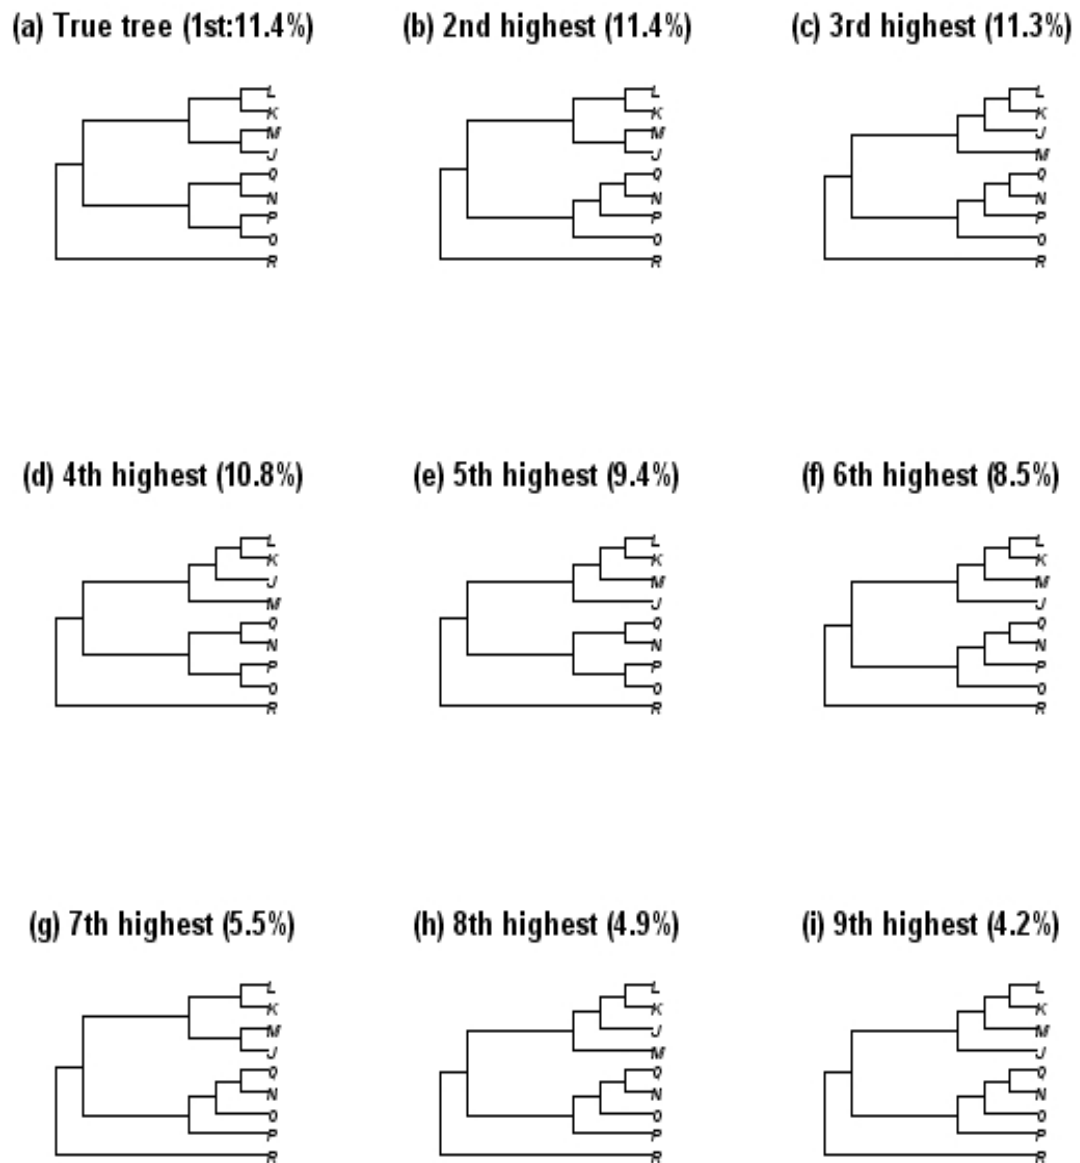 (a) True tree (1st:11.4%) (b) 2nd highest (11.4%) (c) 3rd highest (11.3%)
L L L
K K K
M M J
J J M
Q Q Q
N N N
P P P
O O O
R R R
(d) 4th highest (10.8%) (e) 5th highest (9.4%) (f) 6th highest (8.5%)
L L L
K K K
J M M
M J J
Q Q Q
N N N
P P P
O O O
R R R
(g) 7th highest (5.5%) (h) 8th highest (4.9%) (i) 9th highest (4.2%)
L L L
K K K
M J M
J M J
Q Q Q
N N N
O O O
P P P
R R R